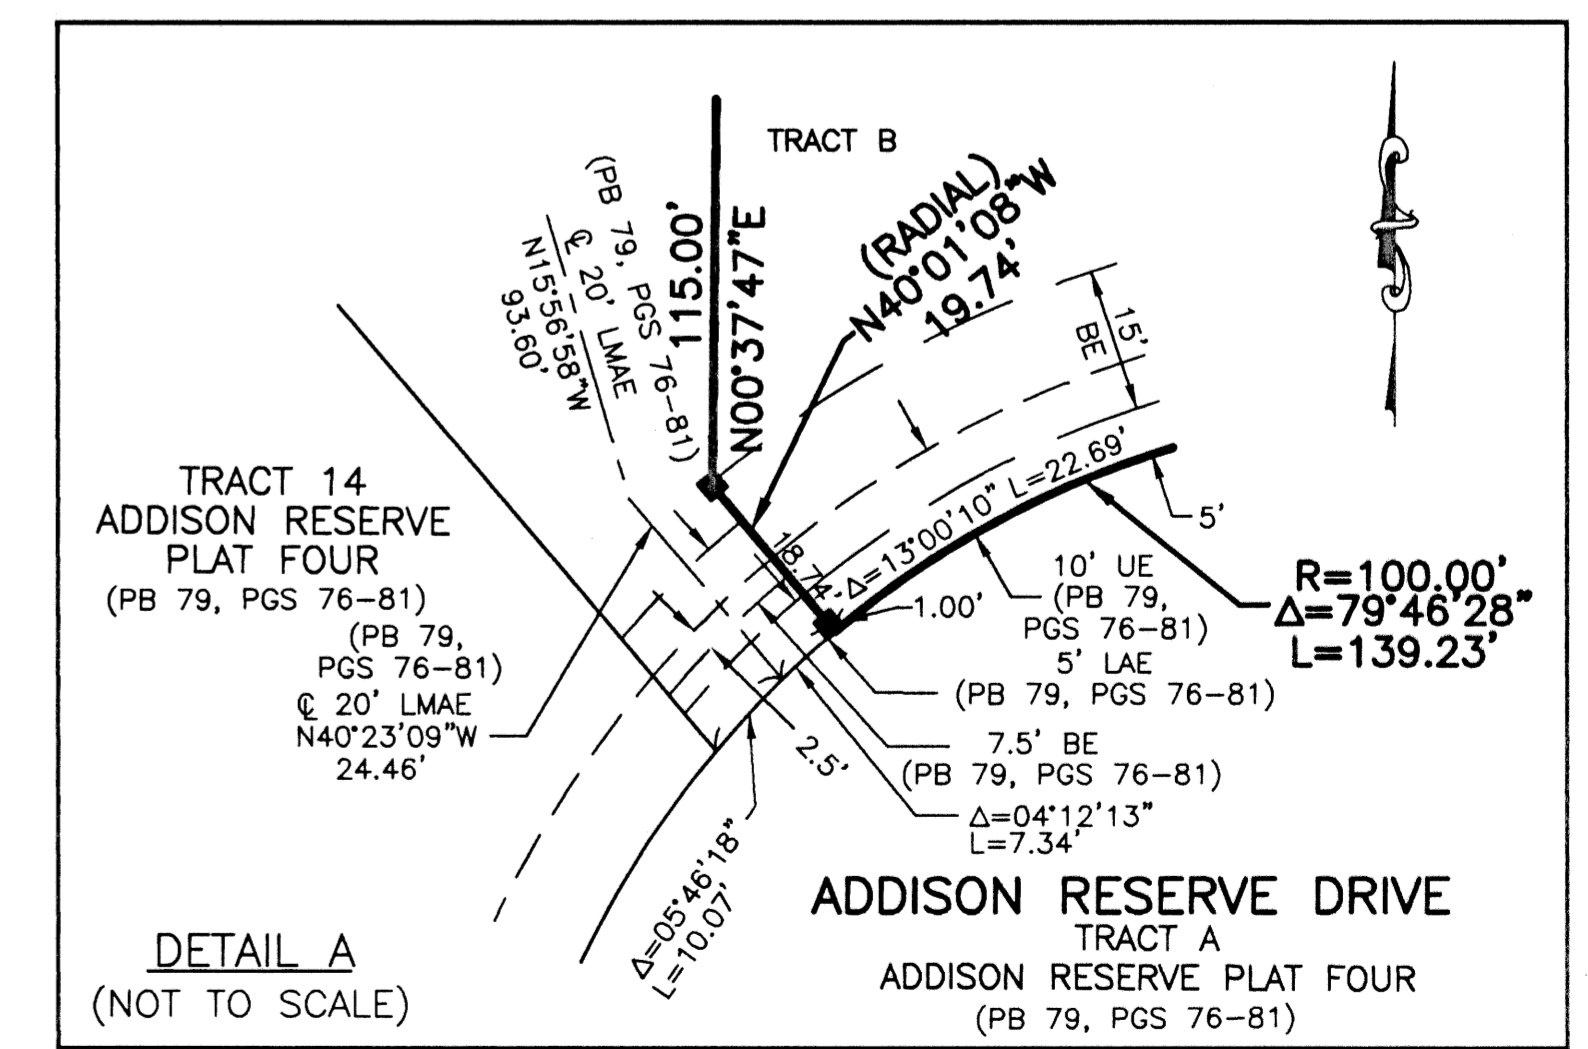 TRACT B
(PB 79, PGS 76-81)
℄ 20' LMAE
N15°56'58"W
93.60'
115.00'
N00°37'47"E
(RADIAL)
N40°01'08"W
19.74'
15'
BE
TRACT 14
ADDISON RESERVE
PLAT FOUR
(PB 79, PGS 76-81)
(PB 79,
PGS 76-81)
℄ 20' LMAE
N40°23'09"W
24.46'
18.74'
Δ=13°00'10" L=22.69'
5'
1.00'
10' UE
(PB 79,
PGS 76-81)
5' LAE
(PB 79, PGS 76-81)
R=100.00'
Δ=79°46'28"
L=139.23'
2.5'
7.5' BE
(PB 79, PGS 76-81)
Δ=04°12'13"
L=7.34'
Δ=05°46'18"
L=10.07'
ADDISON RESERVE DRIVE
TRACT A
ADDISON RESERVE PLAT FOUR
(PB 79, PGS 76-81)
DETAIL A
(NOT TO SCALE)